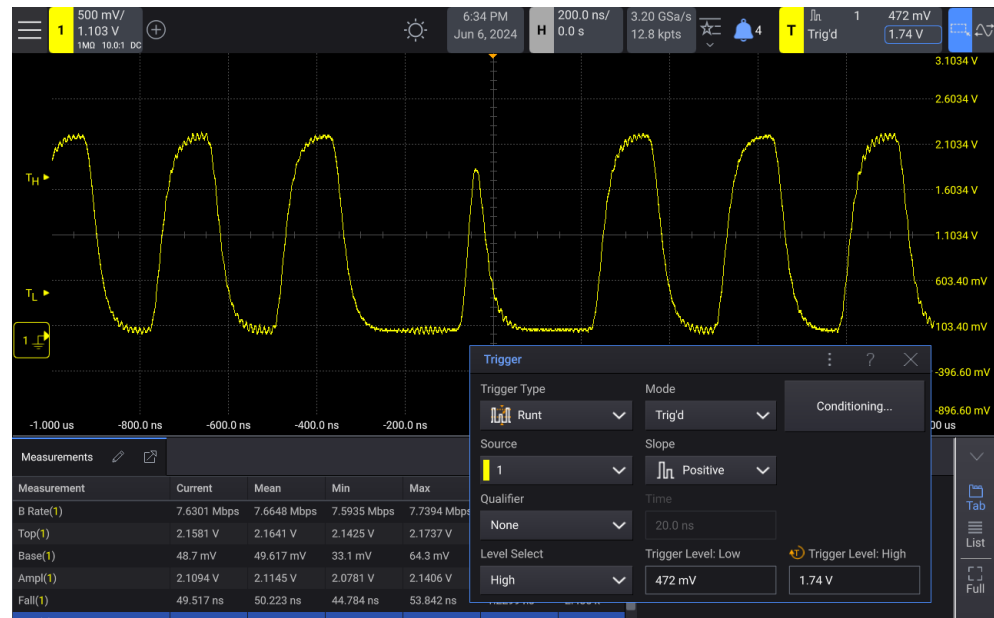 1
500 mV/
1.103 V
1MΩ 10.0:1 DC
6:34 PM
Jun 6, 2024
H
200.0 ns/
0.0 s
3.20 GSa/s
12.8 kpts
4
T
1
472 mV
Trig'd
1.74 V
3.1034 V
2.6034 V
2.1034 V
TH
1.6034 V
1.1034 V
603.40 mV
TL
103.40 mV
1
-396.60 mV
-896.60 mV
-1.000 us
-800.0 ns
-600.0 ns
-400.0 ns
-200.0 ns
00 us
Trigger
?
Trigger Type
Mode
Runt
Trig'd
Conditioning...
Source
Slope
1
Positive
Qualifier
Time
None
20.0 ns
Level Select
Trigger Level: Low
T
Trigger Level: High
High
472 mV
1.74 V
Measurements
Measurement Current Mean Min Max
B Rate(1) 7.6301 Mbps 7.6648 Mbps 7.5935 Mbps 7.7394 Mbps
Top(1) 2.1581 V 2.1641 V 2.1425 V 2.1737 V
Base(1) 48.7 mV 49.617 mV 33.1 mV 64.3 mV
Ampl(1) 2.1094 V 2.1145 V 2.0781 V 2.1406 V
Fall(1) 49.517 ns 50.223 ns 44.784 ns 53.842 ns
Tab
List
Full